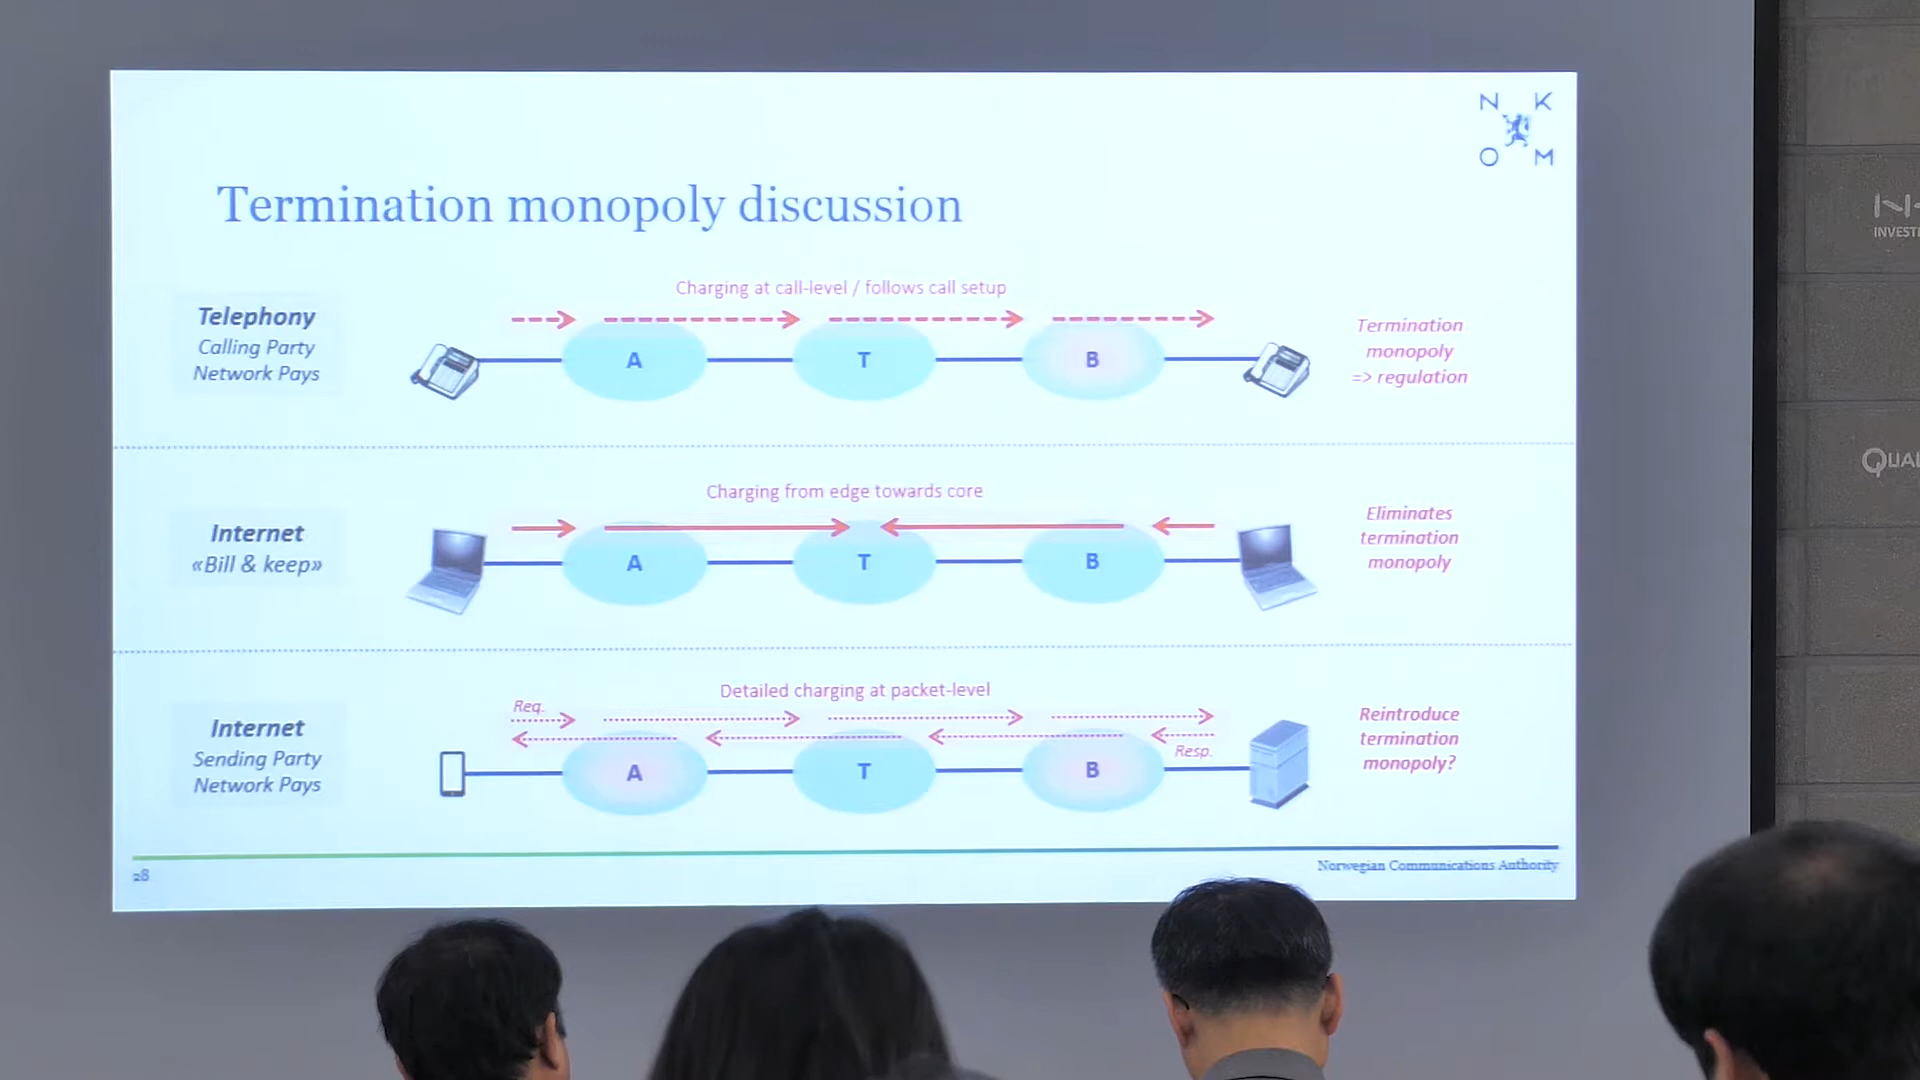 N K
O M
Termination monopoly discussion
Charging at call-level / follows call setup
Telephony
Calling Party
Network Pays
A
T
B
Termination
monopoly
=> regulation
Charging from edge towards core
Internet
«Bill & keep»
A
T
B
Eliminates
termination
monopoly
Detailed charging at packet-level
Req.
Resp.
Internet
Sending Party
Network Pays
A
T
B
Reintroduce
termination
monopoly?
28
Norwegian Communications Authority